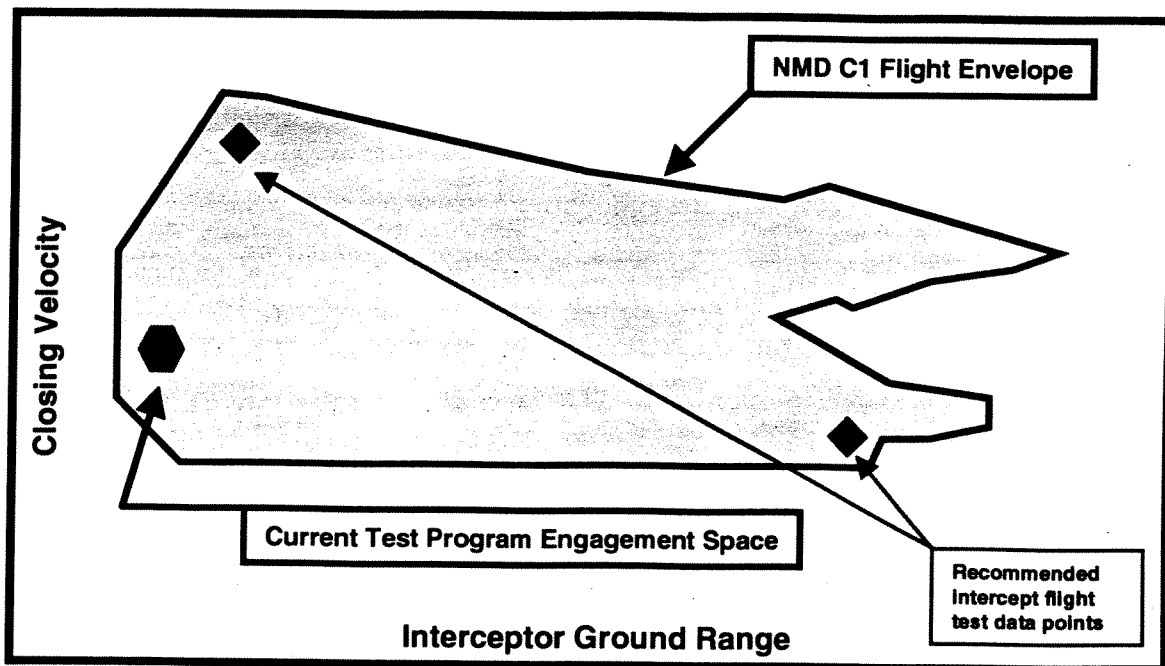 NMD C1 Flight Envelope
Closing Velocity
Current Test Program Engagement Space
Recommended
intercept flight
test data points
Interceptor Ground Range